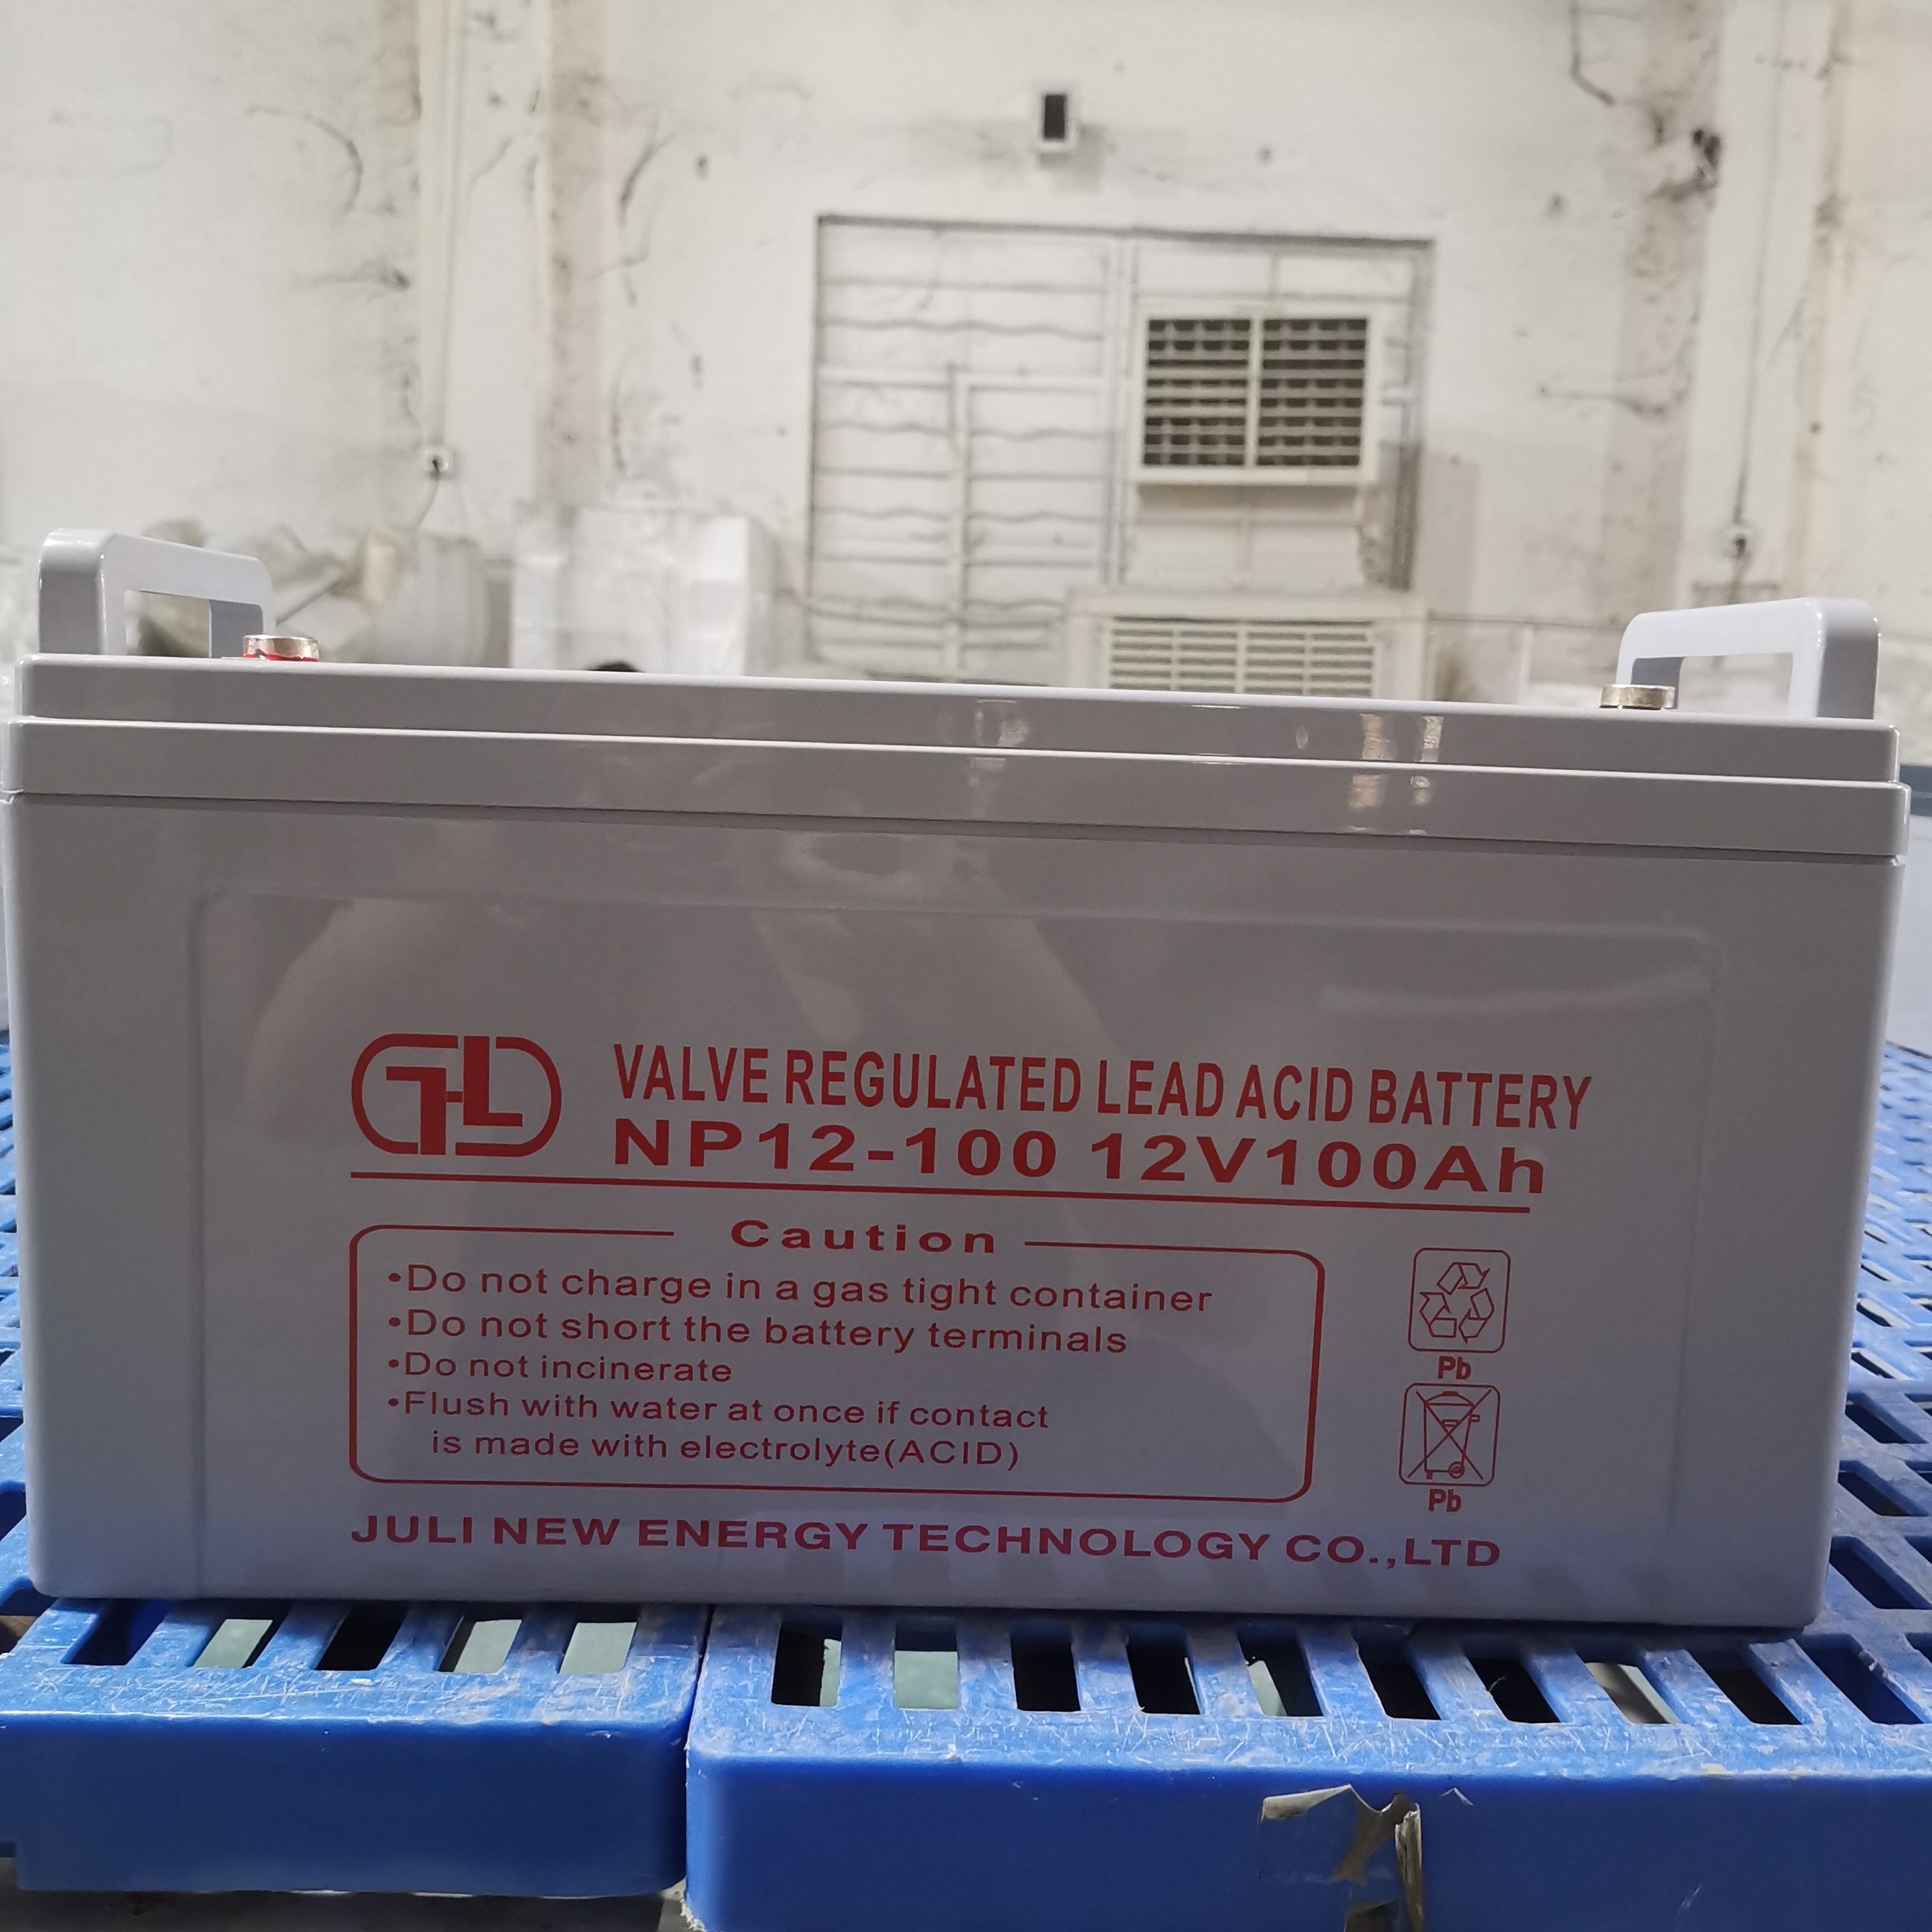 VALVE REGULATED LEAD ACID BATTERY
NP12-100 12V100Ah
Caution
•Do not charge in a gas tight container
•Do not short the battery terminals
•Do not incinerate
•Flush with water at once if contact
is made with electrolyte(ACID)
Pb
Pb
JULI NEW ENERGY TECHNOLOGY CO.,LTD